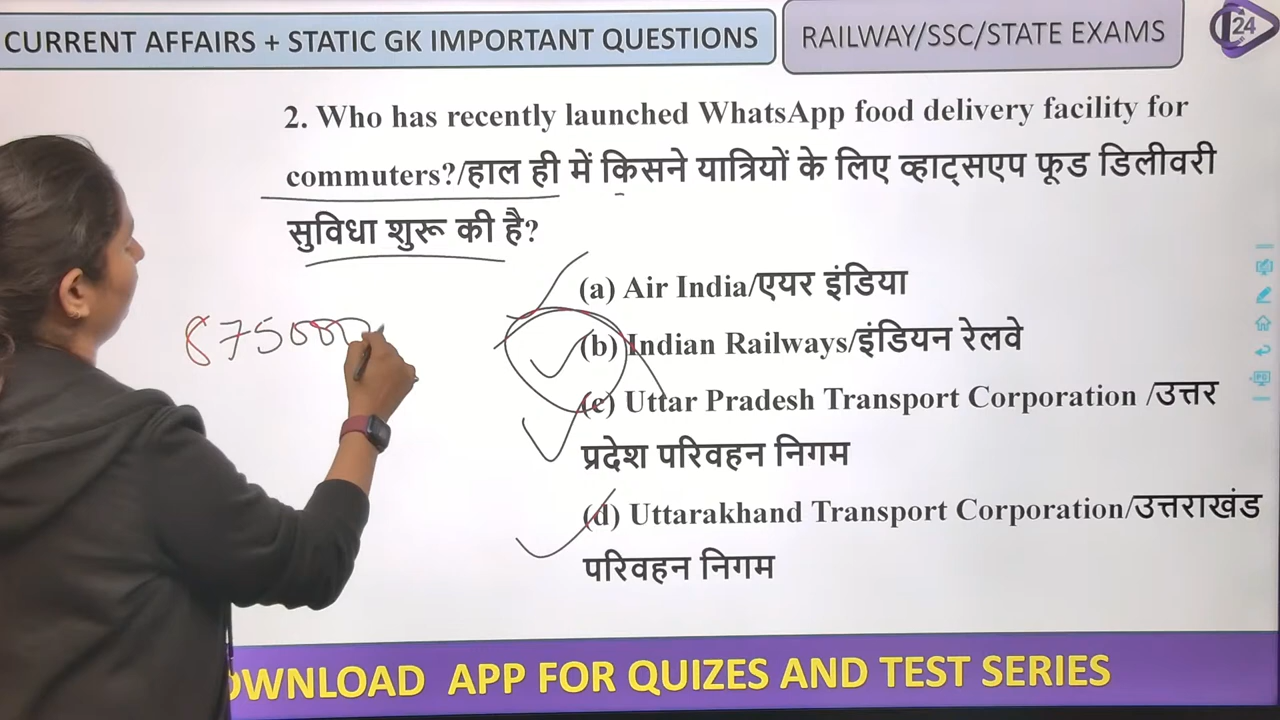 CURRENT AFFAIRS + STATIC GK IMPORTANT QUESTIONS
RAILWAY/SSC/STATE EXAMS
24
2. Who has recently launched WhatsApp food delivery facility for
commuters?/हाल ही में किसने यात्रियों के लिए व्हाट्सएप फूड डिलीवरी
सुविधा शुरू की है?
(a) Air India/एयर इंडिया
(b) Indian Railways/इंडियन रेलवे
(c) Uttar Pradesh Transport Corporation /उत्तर
प्रदेश परिवहन निगम
(d) Uttarakhand Transport Corporation/उत्तराखंड
परिवहन निगम
875000
OWNLOAD APP FOR QUIZES AND TEST SERIES